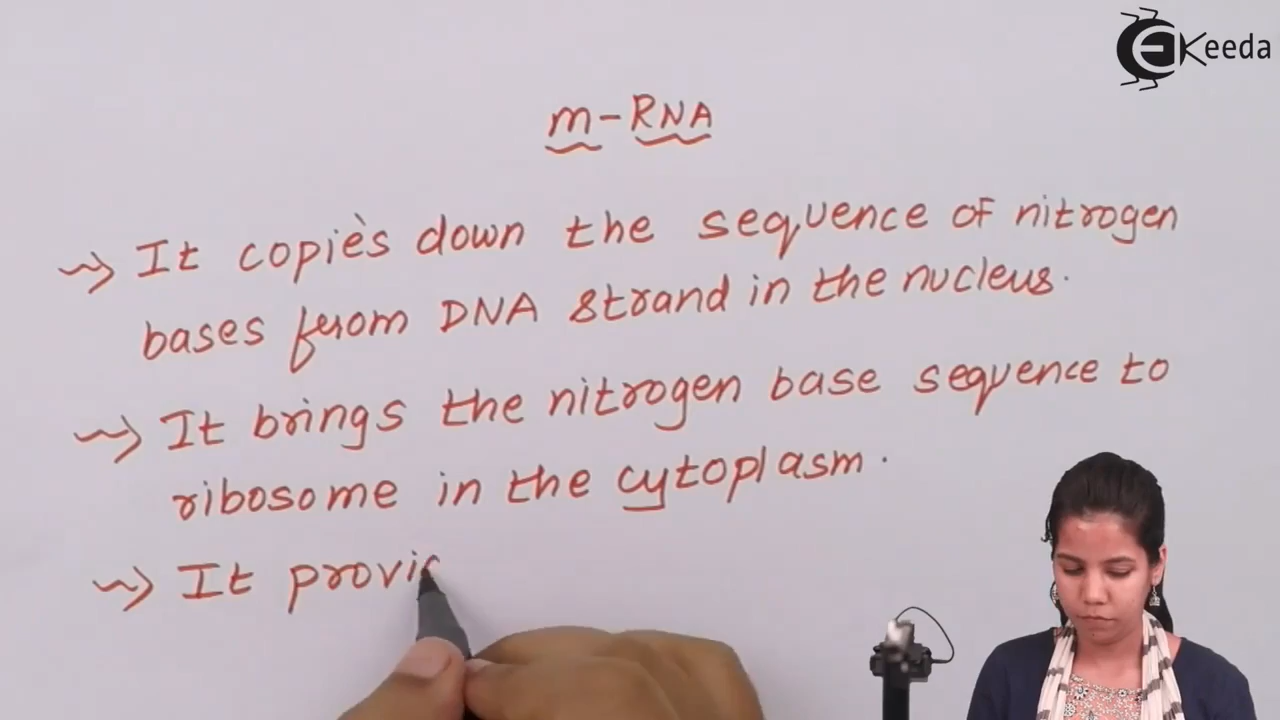 EKeeda
m-RNA
~> It copies down the sequence of nitrogen
bases from DNA strand in the nucleus.
~> It brings the nitrogen base sequence to
ribosome in the cytoplasm.
~> It provi